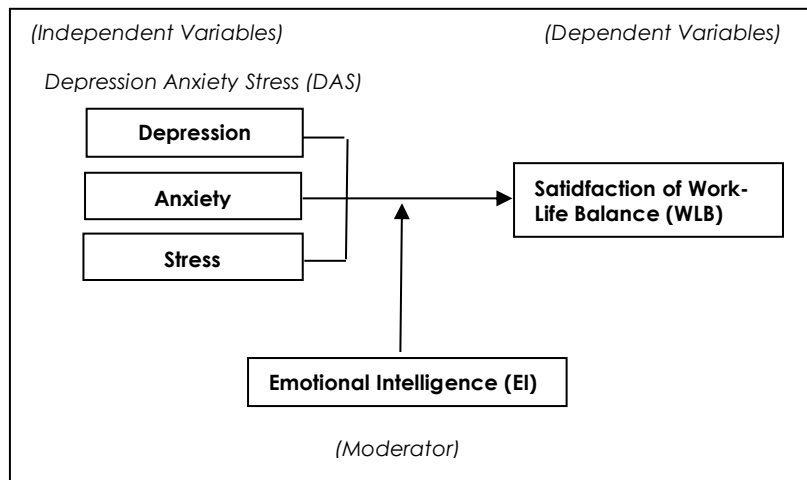 (Independent Variables)
(Dependent Variables)
Depression Anxiety Stress (DAS)
Depression
Anxiety
Stress
Satidfaction of Work-
Life Balance (WLB)
Emotional Intelligence (EI)
(Moderator)